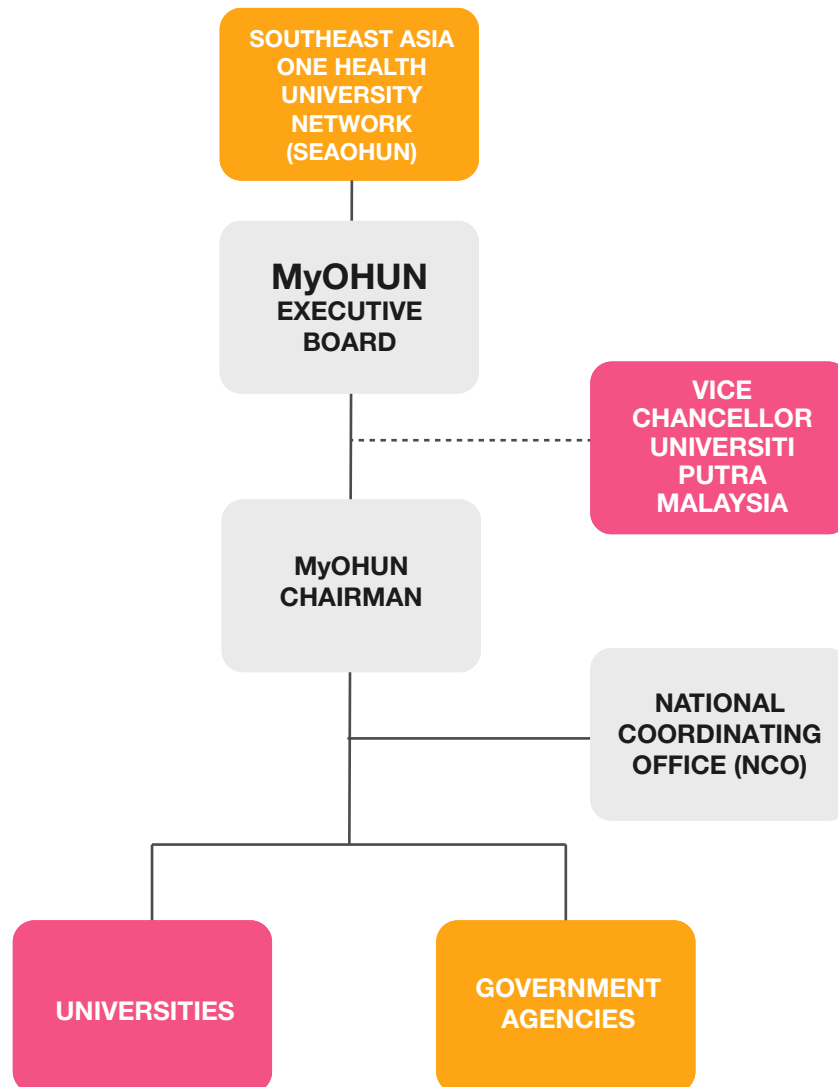 SOUTHEAST ASIA
ONE HEALTH
UNIVERSITY
NETWORK
(SEAOHUN)
MyOHUN
EXECUTIVE
BOARD
VICE
CHANCELLOR
UNIVERSITI
PUTRA
MALAYSIA
MyOHUN
CHAIRMAN
NATIONAL
COORDINATING
OFFICE (NCO)
UNIVERSITIES
GOVERNMENT
AGENCIES